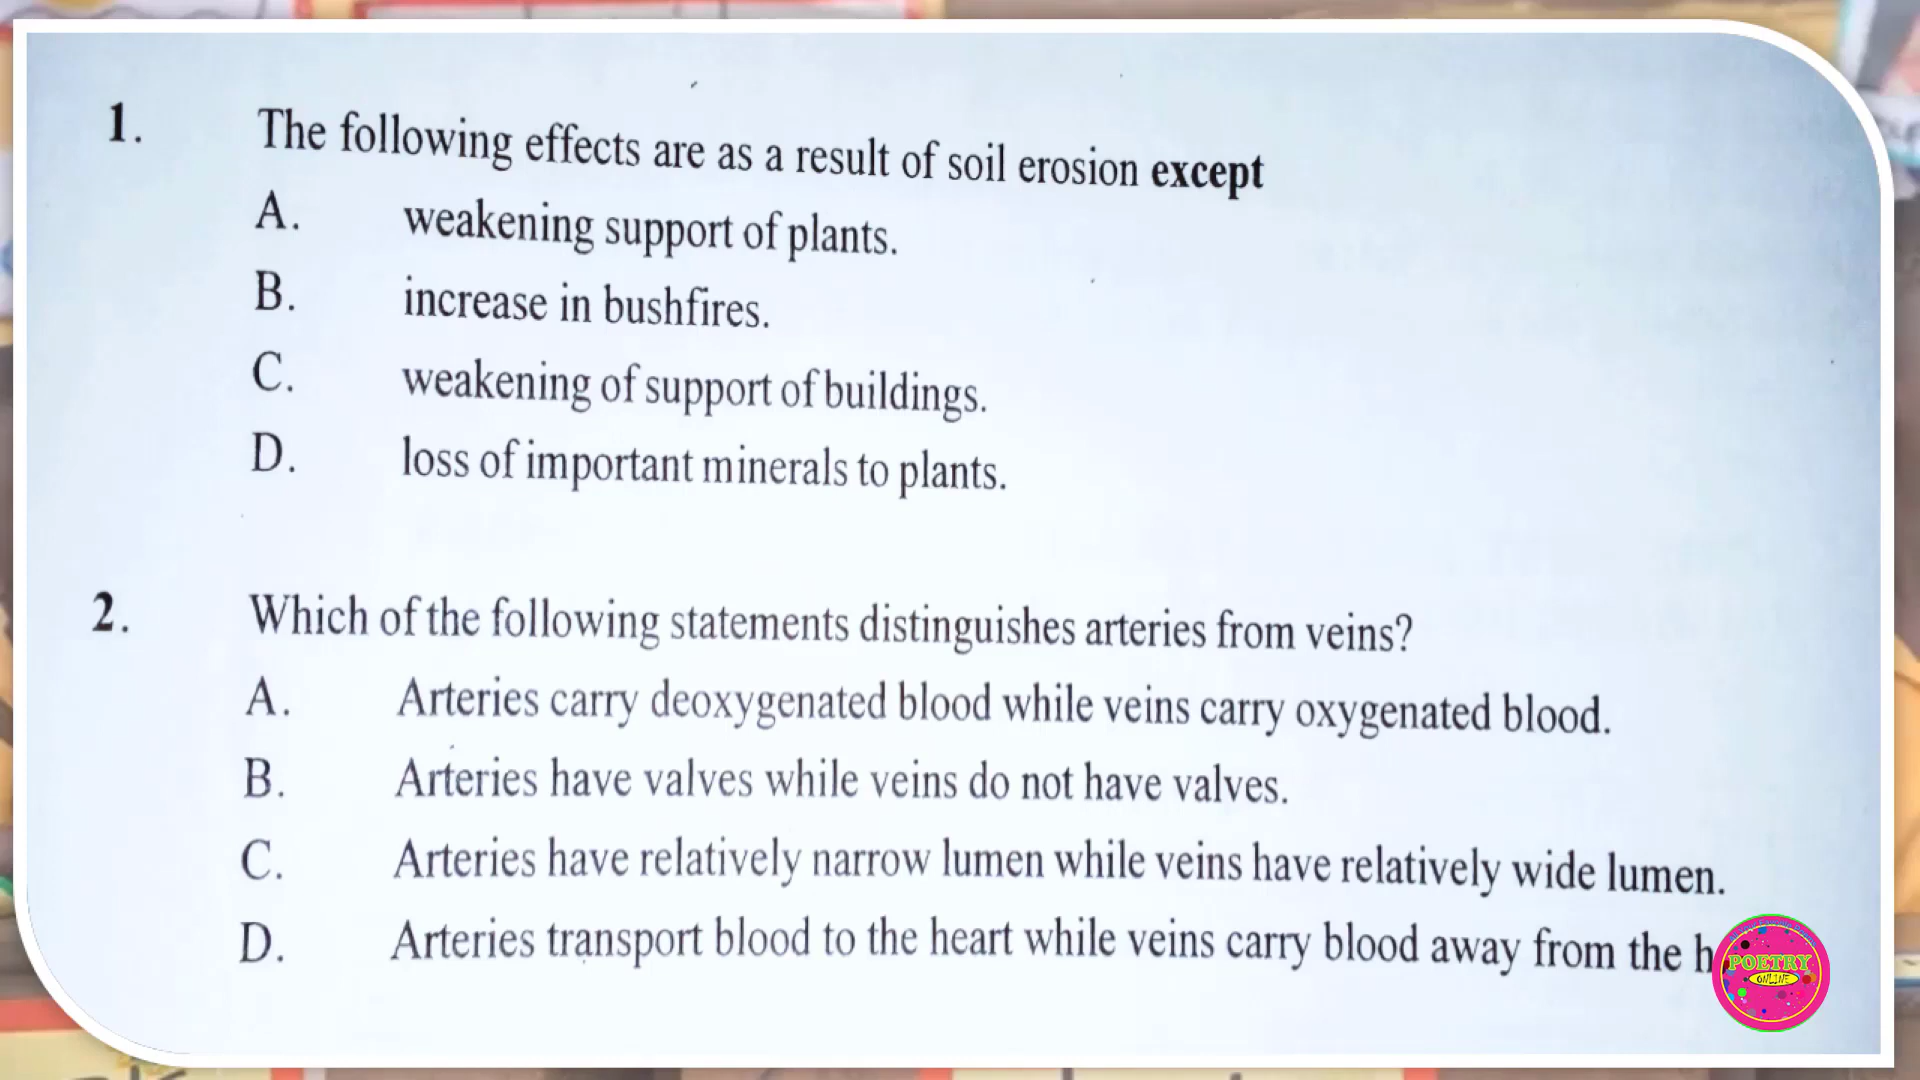 1. The following effects are as a result of soil erosion except
A. weakening support of plants.
B. increase in bushfires.
C. weakening of support of buildings.
D. loss of important minerals to plants.
2. Which of the following statements distinguishes arteries from veins?
A. Arteries carry deoxygenated blood while veins carry oxygenated blood.
B. Arteries have valves while veins do not have valves.
C. Arteries have relatively narrow lumen while veins have relatively wide lumen.
D. Arteries transport blood to the heart while veins carry blood away from the h
POETRY
ONLINE